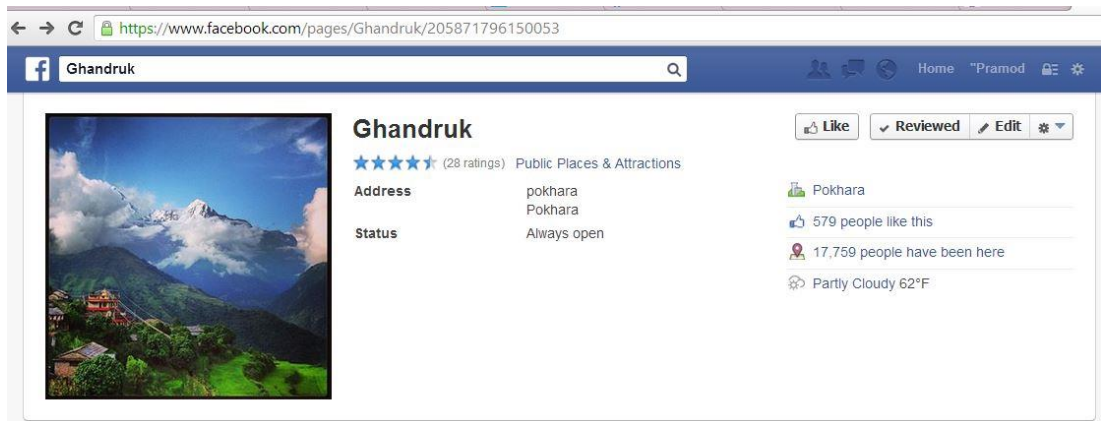 https://www.facebook.com/pages/Ghandruk/205871796150053
f Ghandruk Home "Pramod
Ghandruk
Like Reviewed Edit
(28 ratings) Public Places & Attractions
Address pokhara
Pokhara
Status Always open
Pokhara
579 people like this
17,759 people have been here
Partly Cloudy 62°F